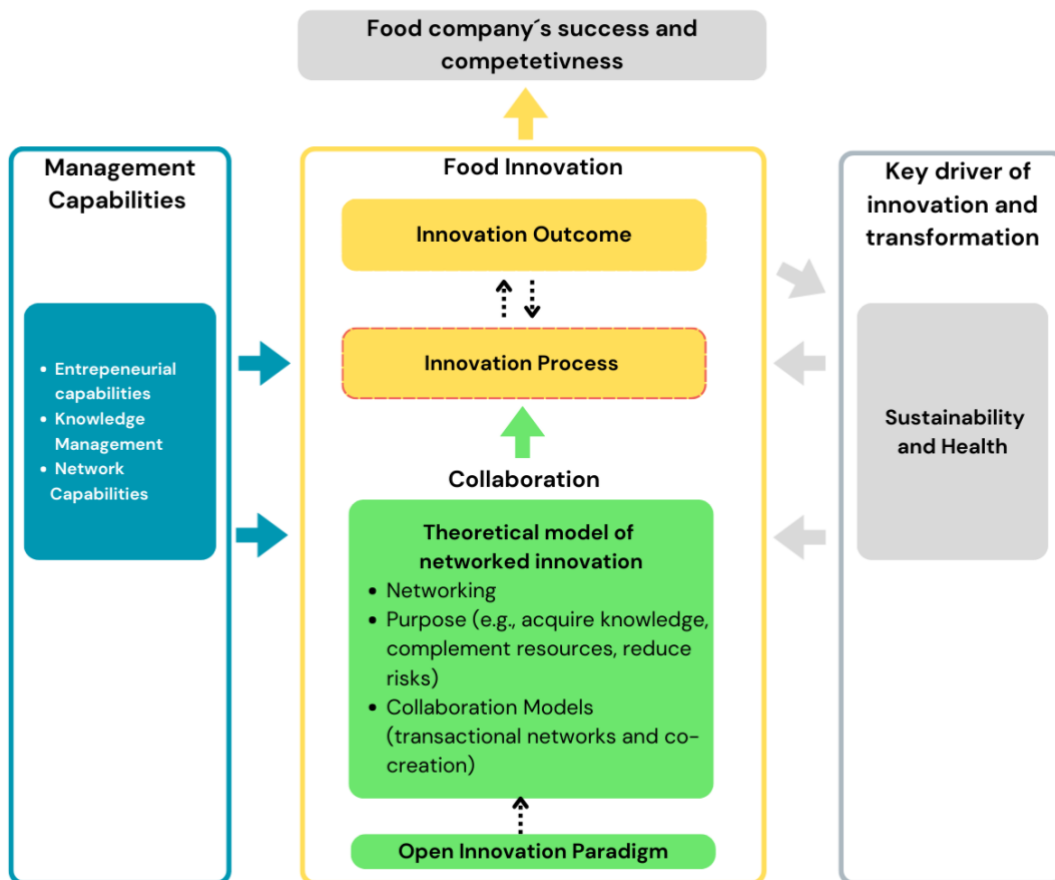 Food company´s success and
competetivness
Management
Capabilities
• Entrepeneurial
capabilities
• Knowledge
Management
• Network
Capabilities
Food Innovation
Innovation Outcome
Innovation Process
Collaboration
Theoretical model of
networked innovation
• Networking
• Purpose (e.g., acquire knowledge,
complement resources, reduce
risks)
• Collaboration Models
(transactional networks and co-
creation)
Open Innovation Paradigm
Key driver of
innovation and
transformation
Sustainability
and Health